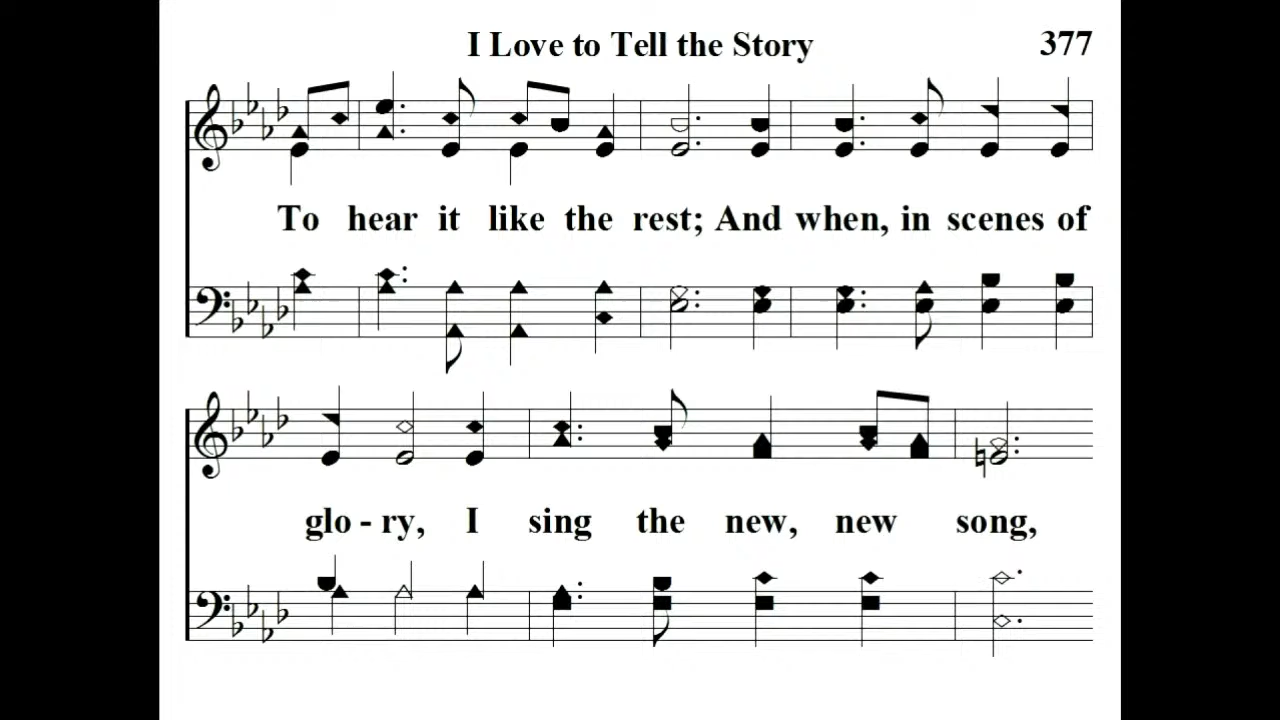 I Love to Tell the Story 377
To hear it like the rest; And when, in scenes of
glo - ry, I sing the new, new song,